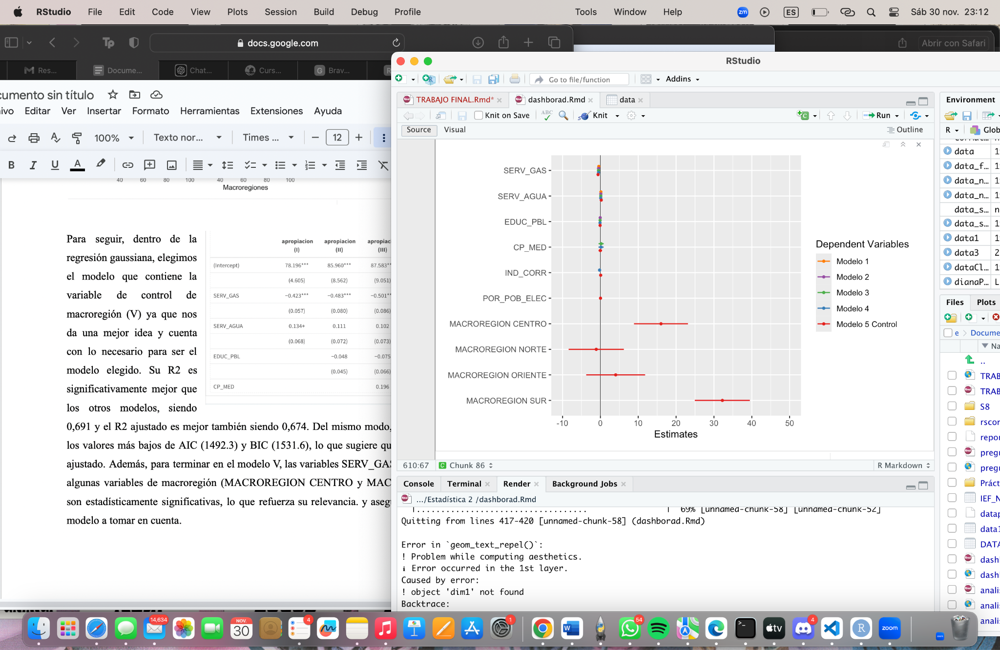 RStudio File Edit Code View Plots Session Build Debug Profile Tools Window Help zm ES Sáb 30 nov. 23:12
docs.google.com
Abrir con Safari
Res... Docume... Chat... Curs... G Brav...
cumento sin título
ivo Editar Ver Insertar Formato Herramientas Extensiones Ayuda
100% Texto nor... Times ... − 12 +
B I U A
40 60 80 100 40 60 80 100
Macroregiones
Para seguir, dentro de la
regresión gaussiana, elegimos
el modelo que contiene la
variable de control de
macroregión (V) ya que nos
da una mejor idea y cuenta
con lo necesario para ser el
modelo elegido. Su R2 es
significativamente mejor que
los otros modelos, siendo
0,691 y el R2 ajustado es mejor también siendo 0,674. Del mismo modo,
los valores más bajos de AIC (1492.3) y BIC (1531.6), lo que sugiere qu
ajustado. Además, para terminar en el modelo V, las variables SERV_GAS
algunas variables de macroregión (MACROREGION CENTRO y MAC
son estadísticamente significativas, lo que refuerza su relevancia. y aseg
modelo a tomar en cuenta.
apropiacion apropiacion apropiac
(I) (II) (III)
(Intercept) 78.196*** 85.960*** 87.583**
(4.605) (8.562) (9.051)
SERV_GAS −0.423*** −0.483*** −0.501**
(0.057) (0.080) (0.086)
SERV_AGUA 0.134+ 0.111 0.102
(0.068) (0.072) (0.073)
EDUC_PBL −0.048 −0.075
(0.045) (0.066)
CP_MED 0.196
RStudio
Go to file/function Addins
TRABAJO FINAL.Rmd* dashborad.Rmd data
Knit on Save ABC Knit Run
Source Visual Outline
SERV_GAS
SERV_AGUA
EDUC_PBL
CP_MED
IND_CORR
POR_POB_ELEC
MACROREGION CENTRO
MACROREGION NORTE
MACROREGION ORIENTE
MACROREGION SUR
-10 0 10 20 30 40 50
Estimates
Dependent Variables
Modelo 1
Modelo 2
Modelo 3
Modelo 4
Modelo 5 Control
610:67 C Chunk 86 R Markdown
Console Terminal Render Background Jobs
.../Estadística 2 /dashborad.Rmd
|.................................. | 69% [unnamed-chunk-58] [unnamed-chunk-52]
Quitting from lines 417-420 [unnamed-chunk-58] (dashborad.Rmd)
Error in `geom_text_repel()`:
! Problem while computing aesthetics.
i Error occurred in the 1st layer.
Caused by error:
! object 'dim1' not found
Backtrace:
Environment
R Glob
data 1
data_f... 1
data_n... 1
data_n... 1
data_s... n
data_s... 1
data1 1
data3 2
dataCl... 1
dianaP... L
Files Plots
e Docume
Na
..
TRAB
TRAB
S8
rscor
repor
pregu
pregu
Práct
IEF_N
datap
data1
DATA
dash
dash
anali
anali
anali
14,634 NOV. 30 4 1 54 tv 4 R zoom